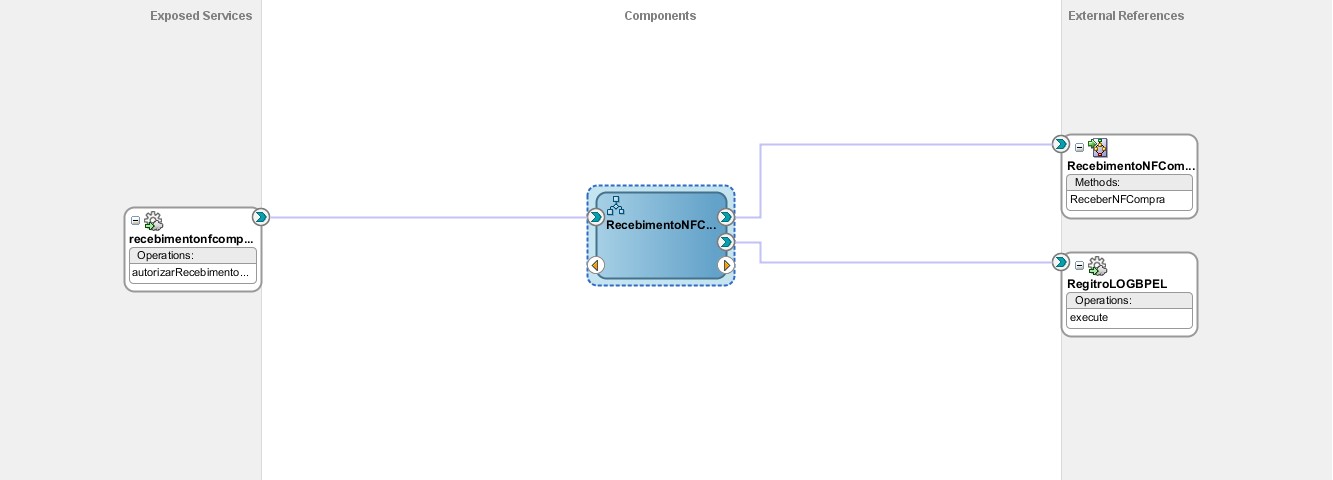 Exposed Services
Components
External References
recebimentonfcomp...
Operations:
autorizarRecebimento...
RecebimentoNFC...
RecebimentoNFCom...
Methods:
ReceberNFCompra
RegitroLOGBPEL
Operations:
execute